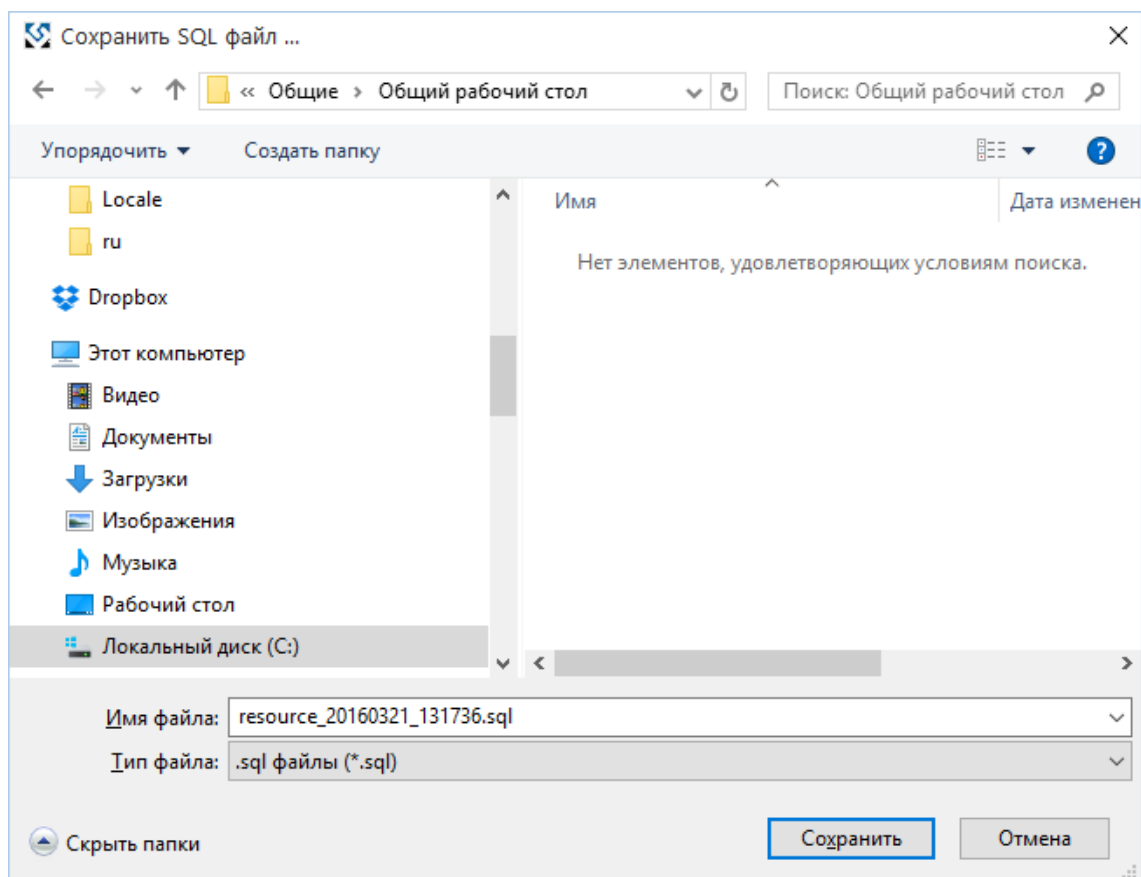 Сохранить SQL файл ...
« Общие › Общий рабочий стол
Поиск: Общий рабочий стол
Упорядочить
Создать папку
?
Locale
ru
Dropbox
Этот компьютер
Видео
Документы
Загрузки
Изображения
Музыка
Рабочий стол
Локальный диск (C:)
Имя
Дата изменен
Нет элементов, удовлетворяющих условиям поиска.
Имя файла: resource_20160321_131736.sql
Тип файла: .sql файлы (*.sql)
Скрыть папки
Сохранить
Отмена